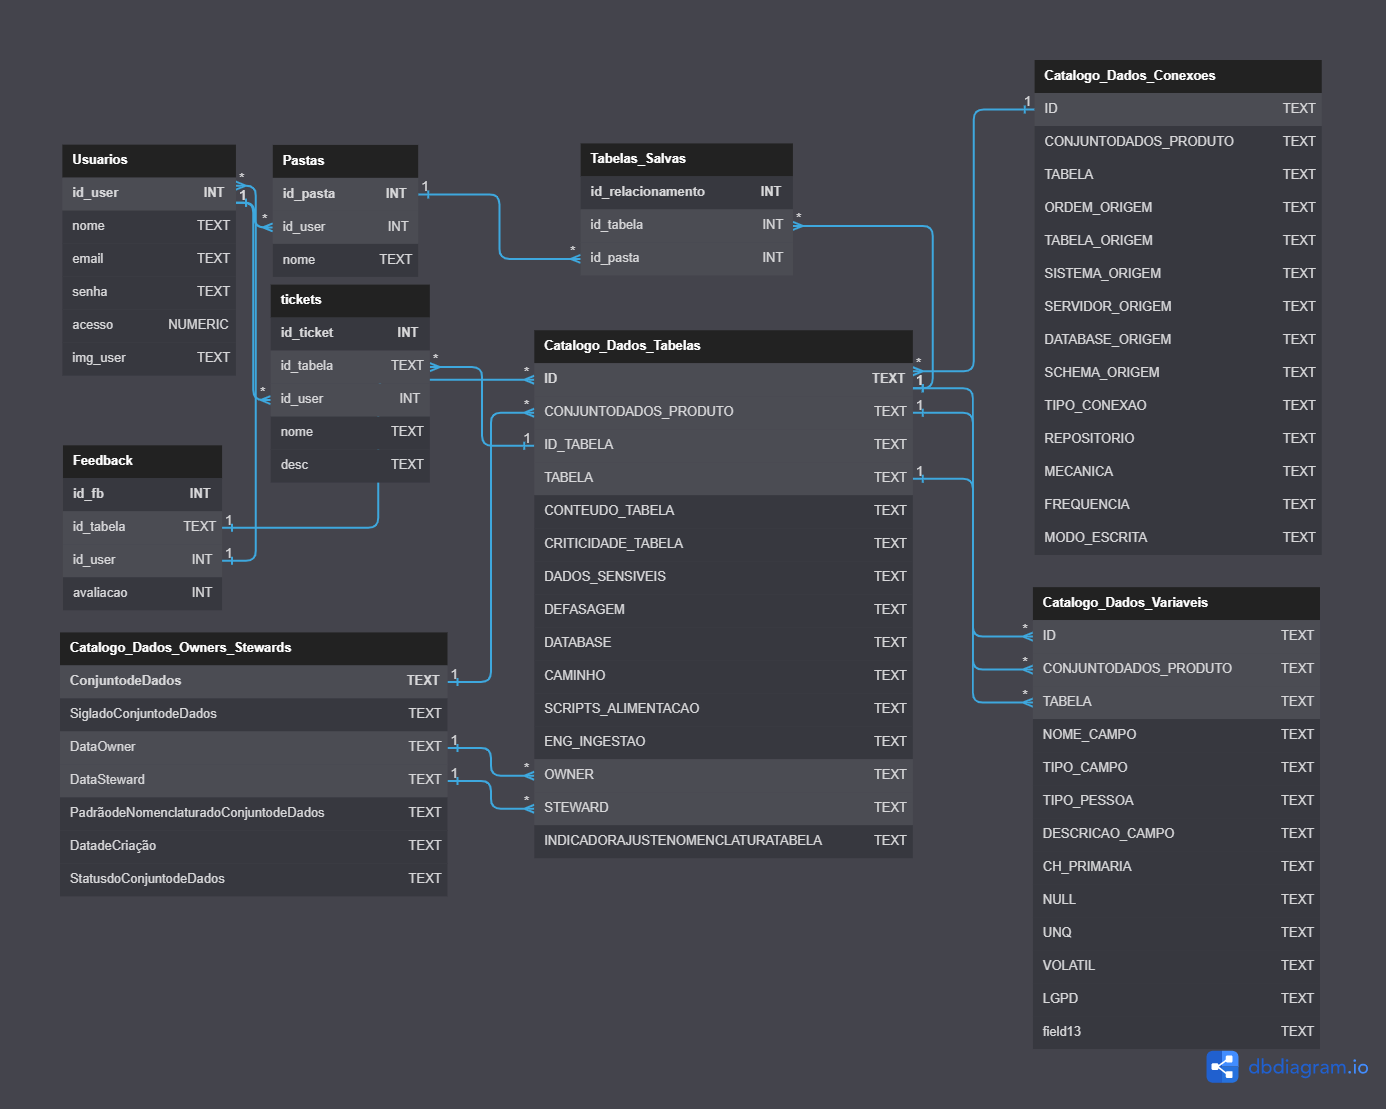 Usuarios
id_user INT
nome TEXT
email TEXT
senha TEXT
acesso NUMERIC
img_user TEXT
Pastas
id_pasta INT
id_user INT
nome TEXT
tickets
id_ticket INT
id_tabela TEXT
id_user INT
nome TEXT
desc TEXT
Feedback
id_fb INT
id_tabela TEXT
id_user INT
avaliacao INT
Catalogo_Dados_Owners_Stewards
ConjuntodeDados TEXT
SigladoConjuntodeDados TEXT
DataOwner TEXT
DataSteward TEXT
PadrãodeNomenclaturadoConjuntodeDados TEXT
DatadeCriação TEXT
StatusdoConjuntodeDados TEXT
Tabelas_Salvas
id_relacionamento INT
id_tabela INT
id_pasta INT
Catalogo_Dados_Tabelas
ID TEXT
CONJUNTODADOS_PRODUTO TEXT
ID_TABELA TEXT
TABELA TEXT
CONTEUDO_TABELA TEXT
CRITICIDADE_TABELA TEXT
DADOS_SENSIVEIS TEXT
DEFASAGEM TEXT
DATABASE TEXT
CAMINHO TEXT
SCRIPTS_ALIMENTACAO TEXT
ENG_INGESTAO TEXT
OWNER TEXT
STEWARD TEXT
INDICADORAJUSTENOMENCLATURATABELA TEXT
Catalogo_Dados_Conexoes
ID TEXT
CONJUNTODADOS_PRODUTO TEXT
TABELA TEXT
ORDEM_ORIGEM TEXT
TABELA_ORIGEM TEXT
SISTEMA_ORIGEM TEXT
SERVIDOR_ORIGEM TEXT
DATABASE_ORIGEM TEXT
SCHEMA_ORIGEM TEXT
TIPO_CONEXAO TEXT
REPOSITORIO TEXT
MECANICA TEXT
FREQUENCIA TEXT
MODO_ESCRITA TEXT
Catalogo_Dados_Variaveis
ID TEXT
CONJUNTODADOS_PRODUTO TEXT
TABELA TEXT
NOME_CAMPO TEXT
TIPO_CAMPO TEXT
TIPO_PESSOA TEXT
DESCRICAO_CAMPO TEXT
CH_PRIMARIA TEXT
NULL TEXT
UNQ TEXT
VOLATIL TEXT
LGPD TEXT
field13 TEXT
dbdiagram.io